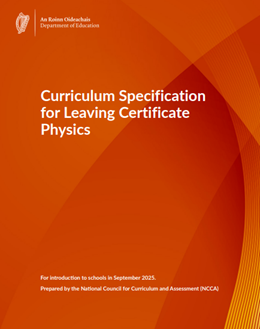 An Roinn Oideachais
Department of Education
Curriculum Specification
for Leaving Certificate
Physics
For introduction to schools in September 2025.
Prepared by the National Council for Curriculum and Assessment (NCCA)